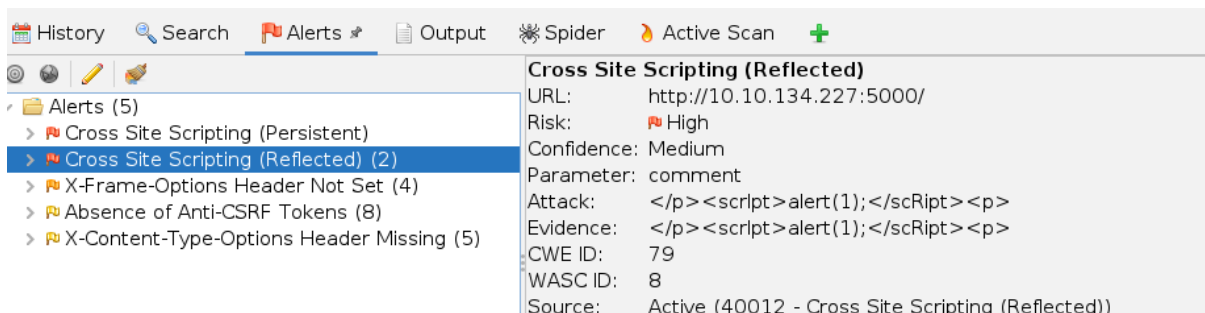 History Search Alerts Output Spider Active Scan
Alerts (5)
Cross Site Scripting (Persistent)
Cross Site Scripting (Reflected) (2)
X-Frame-Options Header Not Set (4)
Absence of Anti-CSRF Tokens (8)
X-Content-Type-Options Header Missing (5)
Cross Site Scripting (Reflected)
URL: http://10.10.134.227:5000/
Risk: High
Confidence: Medium
Parameter: comment
Attack: </p><scrIpt>alert(1);</scRipt><p>
Evidence: </p><scrIpt>alert(1);</scRipt><p>
CWE ID: 79
WASC ID: 8
Source: Active (40012 - Cross Site Scripting (Reflected))